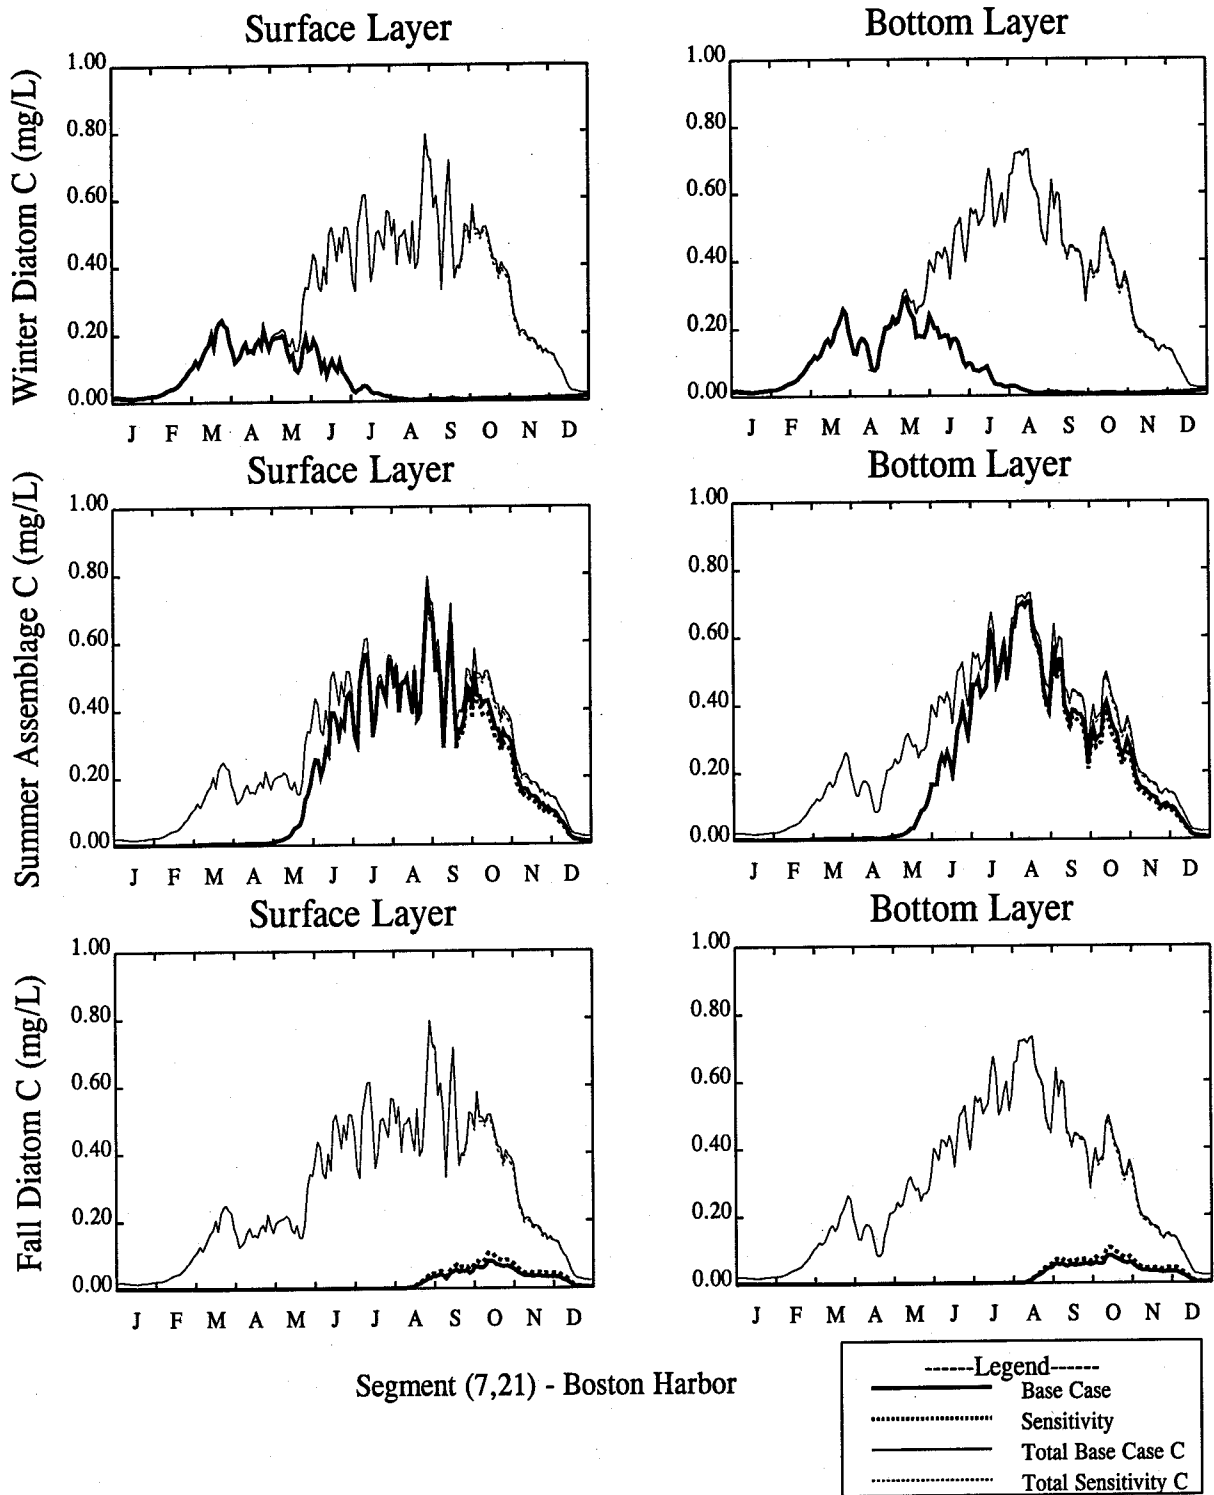 Surface Layer
Winter Diatom C (mg/L)
1.00
0.80
0.60
0.40
0.20
0.00
J F M A M J J A S O N D
Bottom Layer
1.00
0.80
0.60
0.40
0.20
0.00
J F M A M J J A S O N D
Surface Layer
Summer Assemblage C (mg/L)
1.00
0.80
0.60
0.40
0.20
0.00
J F M A M J J A S O N D
Bottom Layer
1.00
0.80
0.60
0.40
0.20
0.00
J F M A M J J A S O N D
Surface Layer
Fall Diatom C (mg/L)
1.00
0.80
0.60
0.40
0.20
0.00
J F M A M J J A S O N D
Bottom Layer
1.00
0.80
0.60
0.40
0.20
0.00
J F M A M J J A S O N D
Segment (7,21) - Boston Harbor
------Legend------
Base Case
Sensitivity
Total Base Case C
Total Sensitivity C